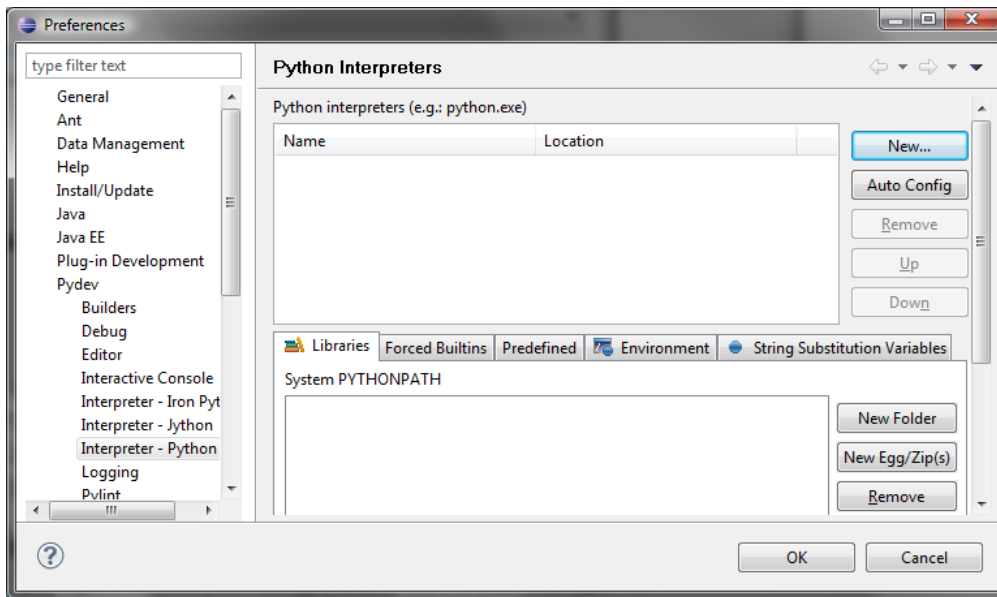 Preferences
type filter text
General
Ant
Data Management
Help
Install/Update
Java
Java EE
Plug-in Development
Pydev
Builders
Debug
Editor
Interactive Console
Interpreter - Iron Pyt
Interpreter - Jython
Interpreter - Python
Logging
Pylint
Python Interpreters
Python interpreters (e.g.: python.exe)
Name Location
New...
Auto Config
Remove
Up
Down
Libraries Forced Builtins Predefined Environment String Substitution Variables
System PYTHONPATH
New Folder
New Egg/Zip(s)
Remove
OK Cancel